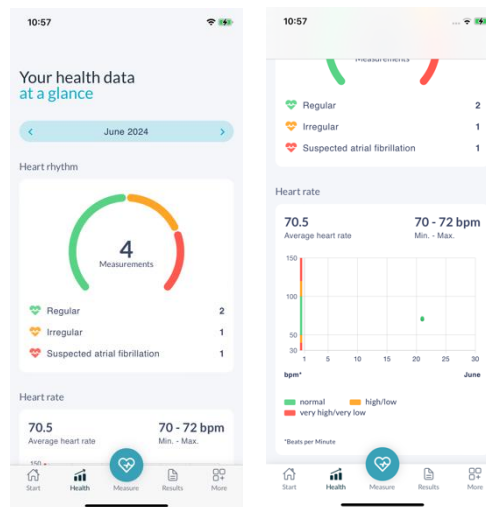 10:57
Your health data
at a glance
June 2024
Heart rhythm
4
Measurements
Regular 2
Irregular 1
Suspected atrial fibrillation 1
Heart rate
70.5 70 - 72 bpm
Average heart rate Min. - Max.
150
Start Health Measure Results More
10:57
Measurements
Regular 2
Irregular 1
Suspected atrial fibrillation 1
Heart rate
70.5 70 - 72 bpm
Average heart rate Min. - Max.
150
100
50
30
1 5 10 15 20 25 30
bpm* June
normal high/low
very high/very low
*Beats per Minute
Start Health Measure Results More